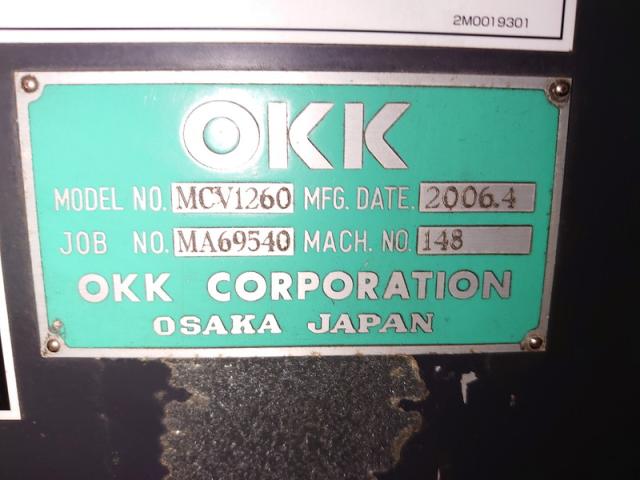 2M0019301
OKK
MODEL NO. MCV1260 MFG. DATE. 2006.4
JOB NO. MA69540 MACH. NO. 148
OKK CORPORATION
OSAKA JAPAN